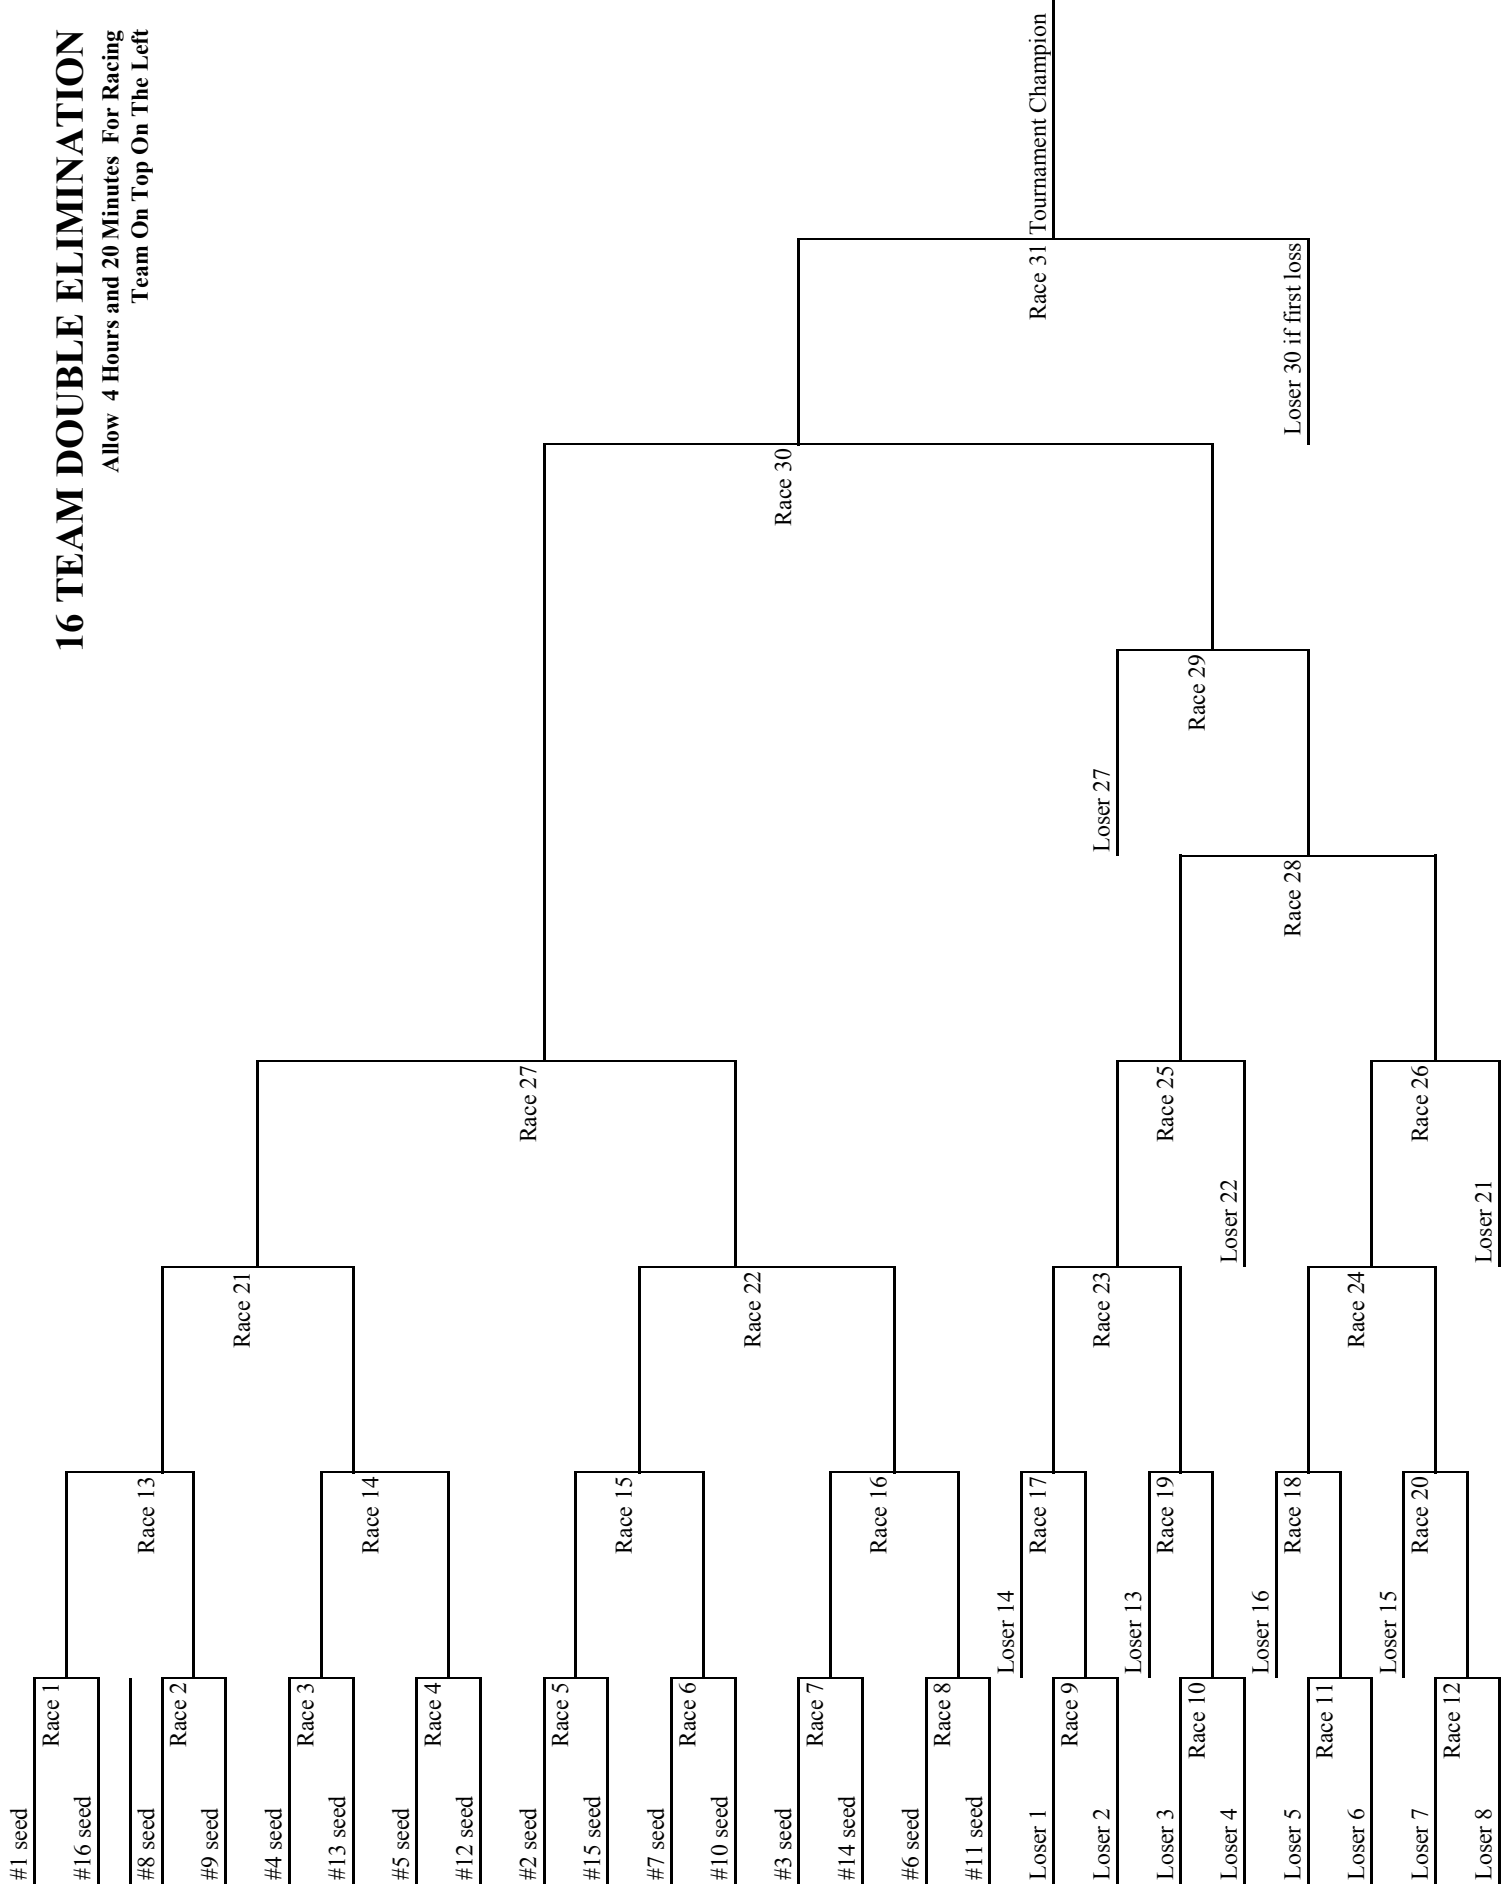 16 TEAM DOUBLE ELIMINATION
Allow 4 Hours and 20 Minutes For Racing
Team On Top On The Left
#1 seed
Race 1
#16 seed
Race 13
#8 seed
Race 2
#9 seed
Race 21
#4 seed
Race 3
#13 seed
Race 14
#5 seed
Race 4
#12 seed
Race 27
#2 seed
Race 5
#15 seed
Race 15
#7 seed
Race 6
#10 seed
Race 22
Race 30
#3 seed
Race 7
#14 seed
Race 16
#6 seed
Race 8
#11 seed
Loser 14
Race 17
Loser 1
Race 9
Loser 2
Race 31
Tournament Champion
Race 23
Loser 27
Loser 13
Race 19
Loser 3
Race 10
Loser 4
Race 25
Loser 22
Race 29
Loser 16
Race 18
Loser 5
Race 11
Loser 6
Race 28
Loser 30 if first loss
Race 24
Loser 15
Race 20
Loser 7
Race 12
Loser 8
Race 26
Loser 21